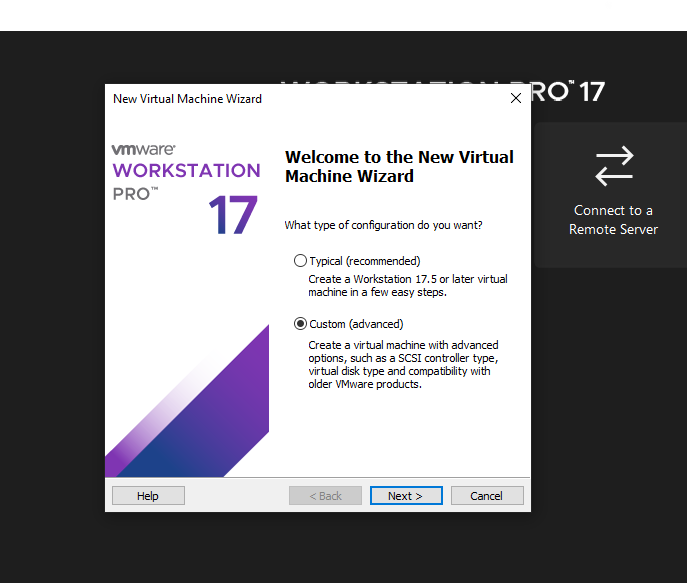 WORKSTATION PRO™ 17
New Virtual Machine Wizard
vmware®
WORKSTATION
PRO™
17
Welcome to the New Virtual
Machine Wizard
What type of configuration do you want?
Typical (recommended)
Create a Workstation 17.5 or later virtual
machine in a few easy steps.
Custom (advanced)
Create a virtual machine with advanced
options, such as a SCSI controller type,
virtual disk type and compatibility with
older VMware products.
Connect to a
Remote Server
Help
< Back
Next >
Cancel